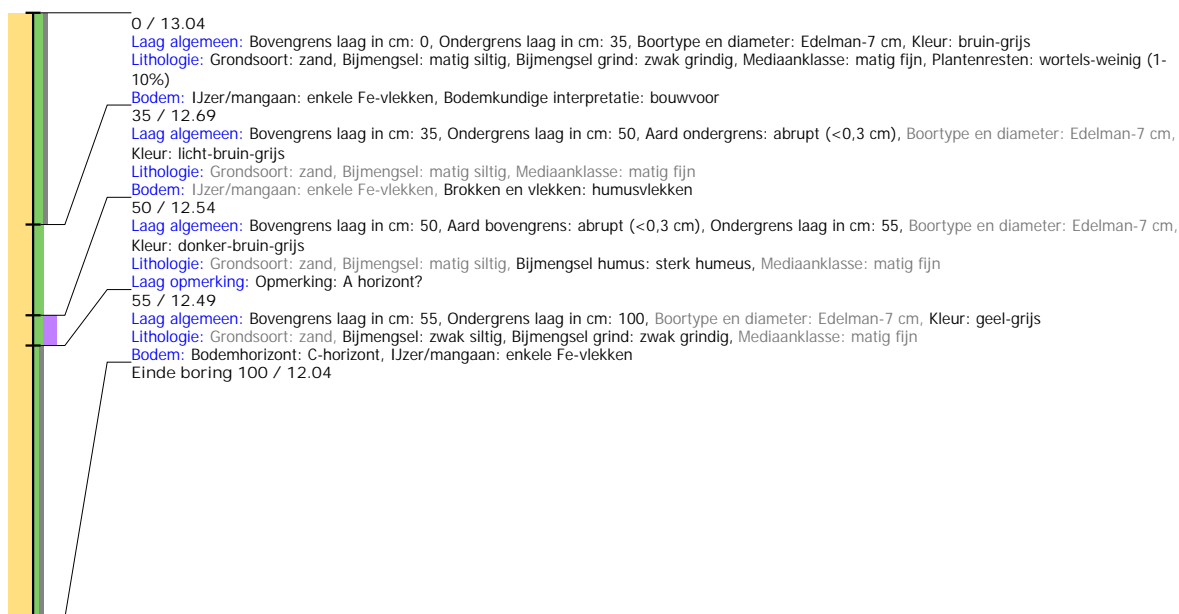 0 / 13.04
Laag algemeen: Bovengrens laag in cm: 0, Ondergrens laag in cm: 35, Boortype en diameter: Edelman-7 cm, Kleur: bruin-grijs
Lithologie: Grondsoort: zand, Bijmengsel: matig siltig, Bijmengsel grind: zwak grindig, Mediaanklasse: matig fijn, Plantenresten: wortels-weinig (1-
10%)
Bodem: IJzer/mangaan: enkele Fe-vlekken, Bodemkundige interpretatie: bouwvoor
35 / 12.69
Laag algemeen: Bovengrens laag in cm: 35, Ondergrens laag in cm: 50, Aard ondergrens: abrupt (<0,3 cm), Boortype en diameter: Edelman-7 cm,
Kleur: licht-bruin-grijs
Lithologie: Grondsoort: zand, Bijmengsel: matig siltig, Mediaanklasse: matig fijn
Bodem: IJzer/mangaan: enkele Fe-vlekken, Brokken en vlekken: humusvlekken
50 / 12.54
Laag algemeen: Bovengrens laag in cm: 50, Aard bovengrens: abrupt (<0,3 cm), Ondergrens laag in cm: 55, Boortype en diameter: Edelman-7 cm,
Kleur: donker-bruin-grijs
Lithologie: Grondsoort: zand, Bijmengsel: matig siltig, Bijmengsel humus: sterk humeus, Mediaanklasse: matig fijn
Laag opmerking: Opmerking: A horizont?
55 / 12.49
Laag algemeen: Bovengrens laag in cm: 55, Ondergrens laag in cm: 100, Boortype en diameter: Edelman-7 cm, Kleur: geel-grijs
Lithologie: Grondsoort: zand, Bijmengsel: zwak siltig, Bijmengsel grind: zwak grindig, Mediaanklasse: matig fijn
Bodem: Bodemhorizont: C-horizont, IJzer/mangaan: enkele Fe-vlekken
Einde boring 100 / 12.04